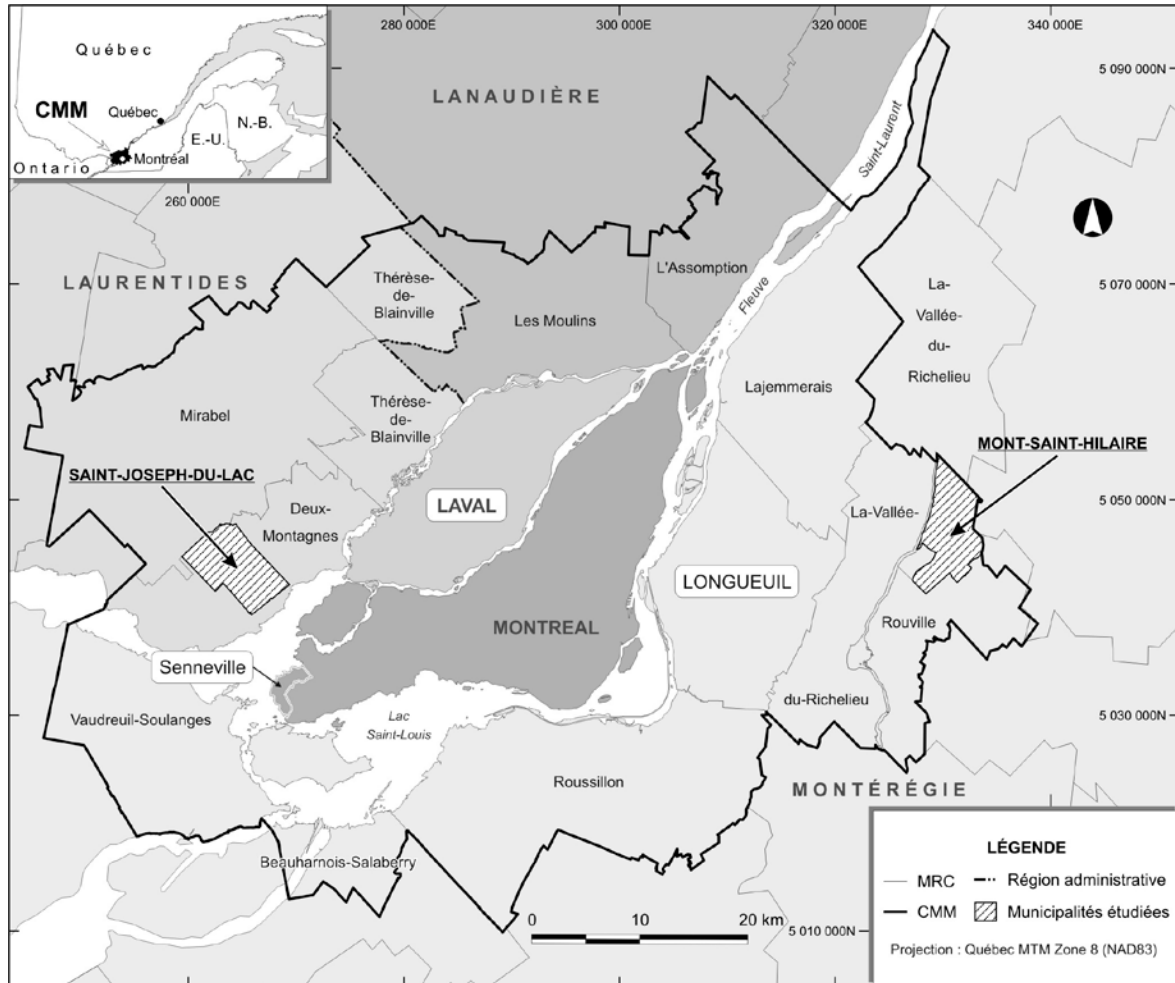 280 000E
300 000E
320 000E
340 000E
Québec
CMM
Québec
E.-U.
N.-B.
Ontario
Montréal
260 000E
5 090 000N
LANAUDIÈRE
Saint-Laurent
Fleuve
LAURENTIDES
Thérèse-
de-
Blainville
L'Assomption
Les Moulins
La-
Vallée-
du-
Richelieu
5 070 000N
Mirabel
Thérèse-
de-
Blainville
Lajemmerais
SAINT-JOSEPH-DU-LAC
MONT-SAINT-HILAIRE
Deux-
Montagnes
LAVAL
La-Vallée-
5 050 000N
LONGUEUIL
MONTREAL
Rouville
Senneville
Vaudreuil-Soulanges
Lac
Saint-Louis
du-Richelieu
5 030 000N
Roussillon
MONTÉRÉGIE
Beauharnois-Salaberry
0 10 20 km
5 010 000N
LÉGENDE
MRC
Région administrative
CMM
Municipalités étudiées
Projection : Québec MTM Zone 8 (NAD83)